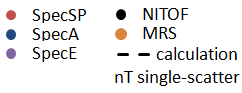 SpecSP
SpecA
SpecE
NITOF
MRS
calculation
nT single-scatter